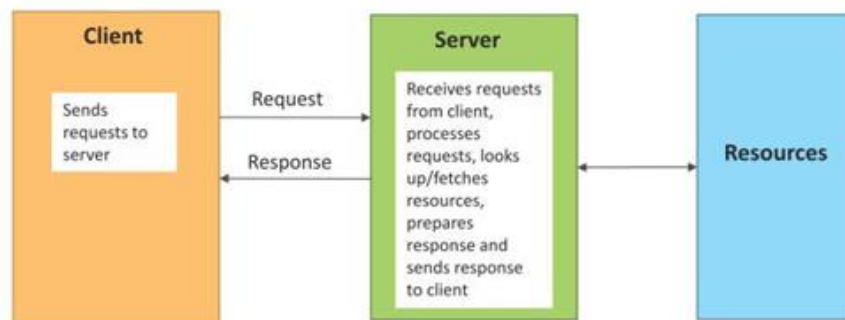 Client
Sends
requests to
server
Request
Response
Server
Receives requests
from client,
processes
requests, looks
up/fetches
resources,
prepares
response and
sends response
to client
Resources